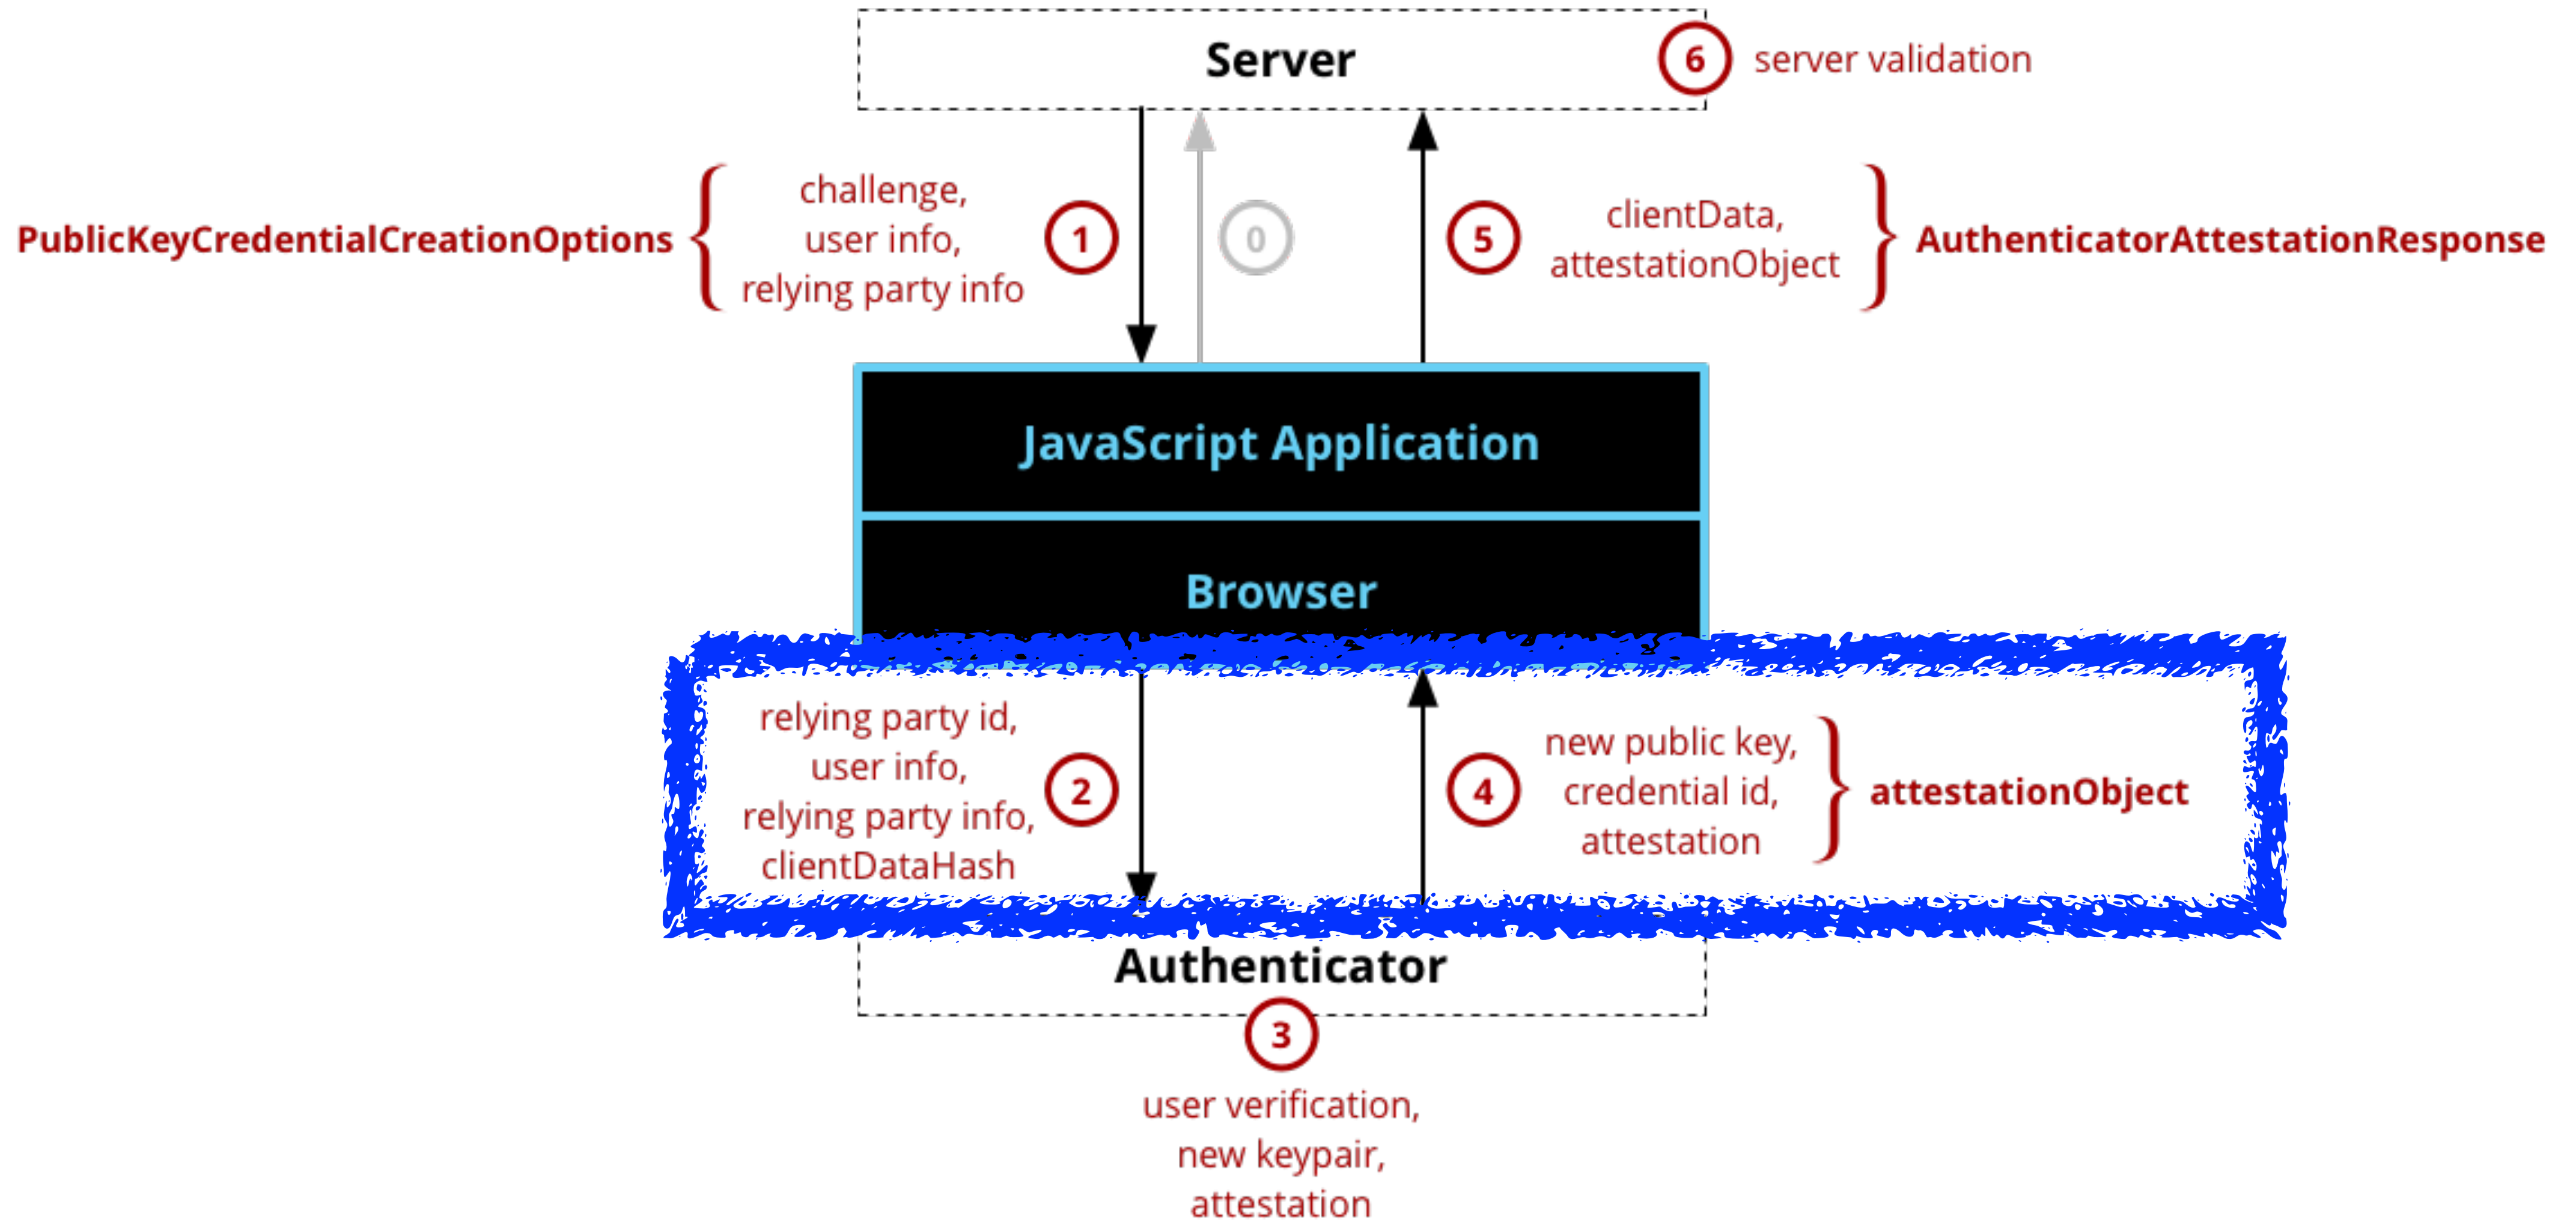 Server
6
server validation
PublicKeyCredentialCreationOptions
challenge,
user info,
relying party info
1
0
5
clientData,
attestationObject
AuthenticatorAttestationResponse
JavaScript Application
Browser
relying party id,
user info,
relying party info,
clientDataHash
2
4
new public key,
credential id,
attestation
attestationObject
Authenticator
3
user verification,
new keypair,
attestation